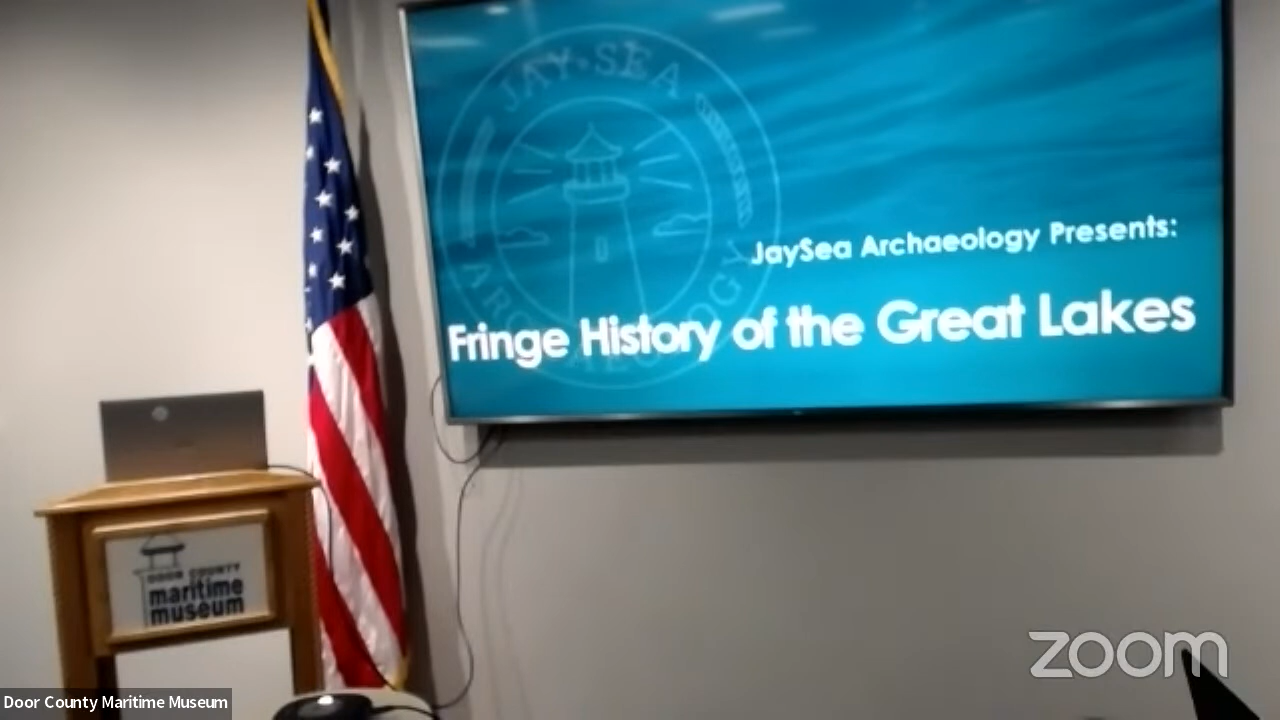 JAY·SEA
ARCHAEOLOGY
JaySea Archaeology Presents:
Fringe History of the Great Lakes
DOOR COUNTY
maritime
museum
zoom
Door County Maritime Museum